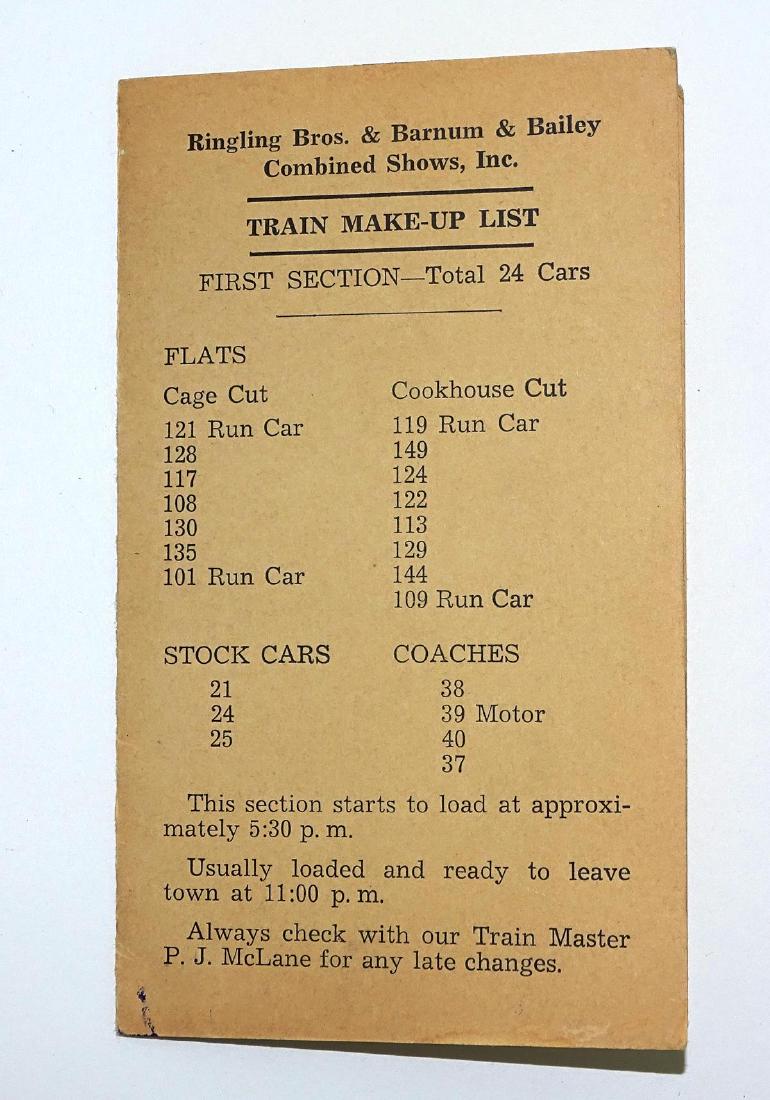 Ringling Bros. & Barnum & Bailey
Combined Shows, Inc.
TRAIN MAKE-UP LIST
FIRST SECTION—Total 24 Cars
FLATS
Cage Cut
121 Run Car
128
117
108
130
135
101 Run Car
Cookhouse Cut
119 Run Car
149
124
122
113
129
144
109 Run Car
STOCK CARS
21
24
25
COACHES
38
39 Motor
40
37
This section starts to load at approxi-
mately 5:30 p. m.
Usually loaded and ready to leave
town at 11:00 p. m.
Always check with our Train Master
P. J. McLane for any late changes.